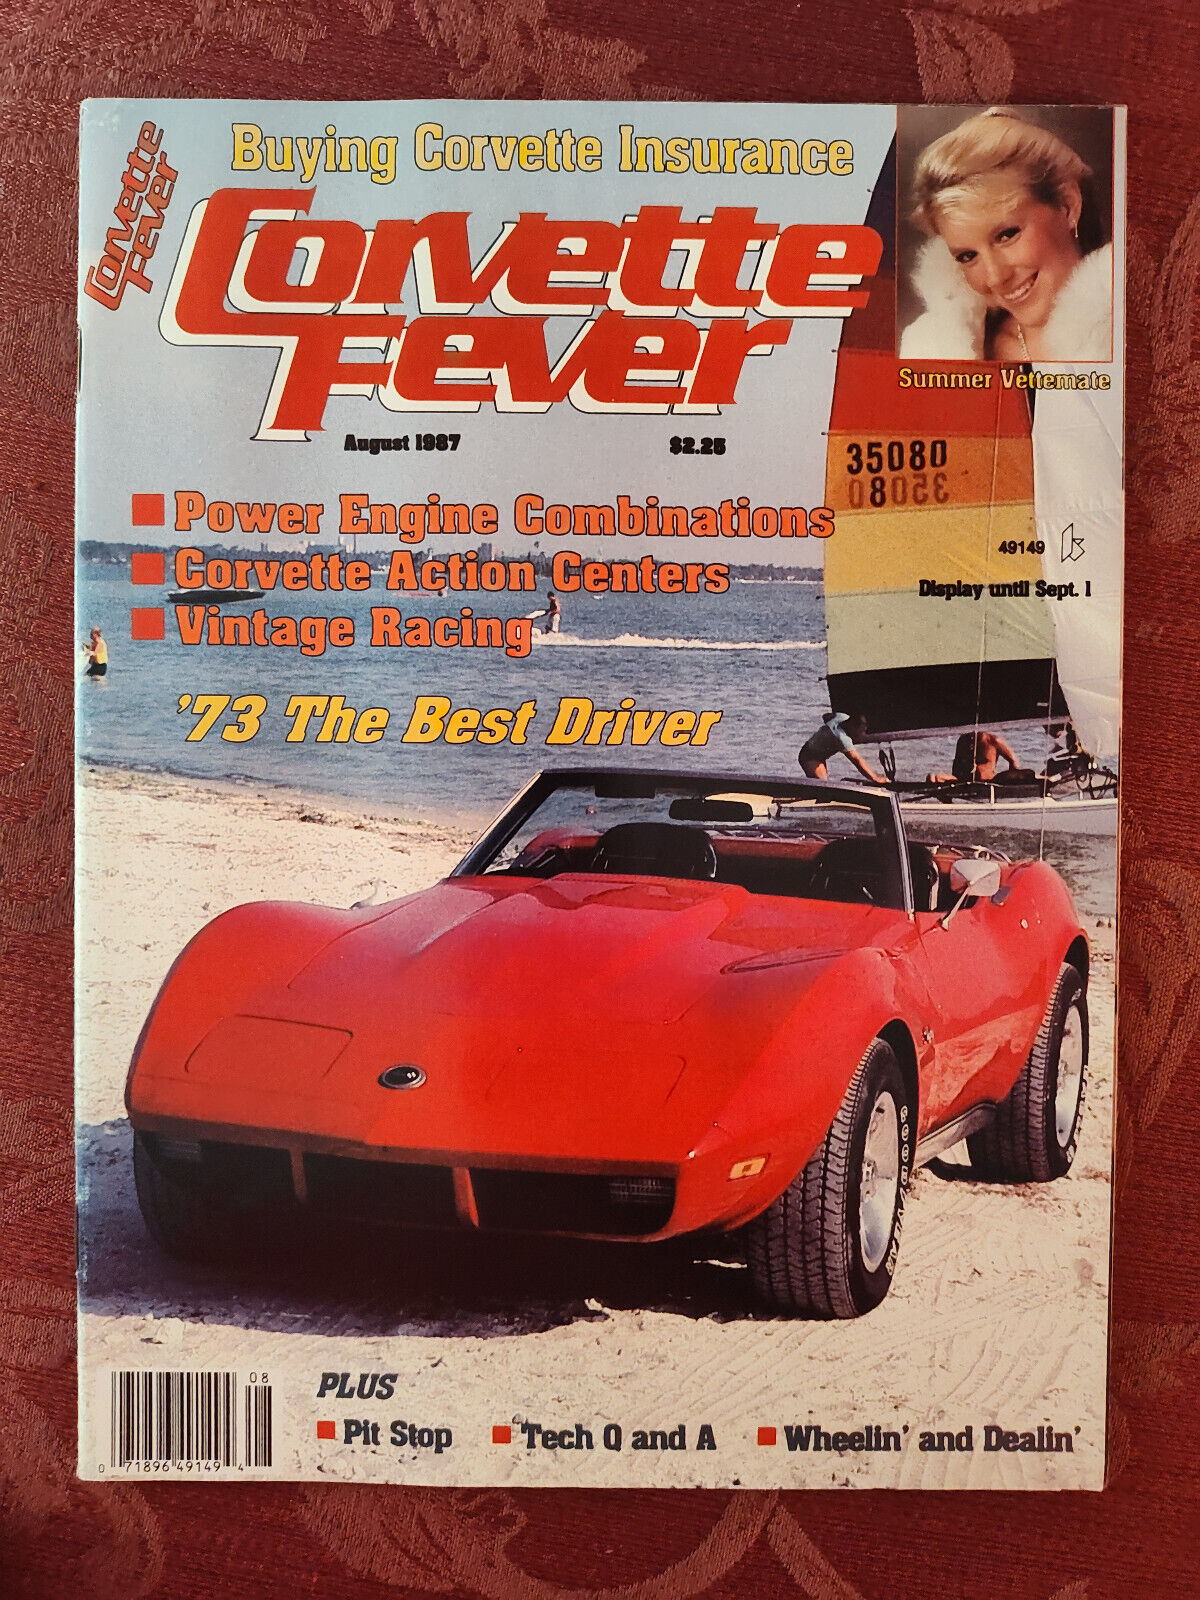 Corvette
Fever
Buying Corvette Insurance
Corvette
Fever
August 1987
$2.25
Summer Vettemate
35080
35080
Power Engine Combinations
49149
Corvette Action Centers
Display until Sept. 1
Vintage Racing
'73 The Best Driver
GOODYEAR
08
0 71896 49149 4
PLUS
Pit Stop
Tech Q and A
Wheelin' and Dealin'